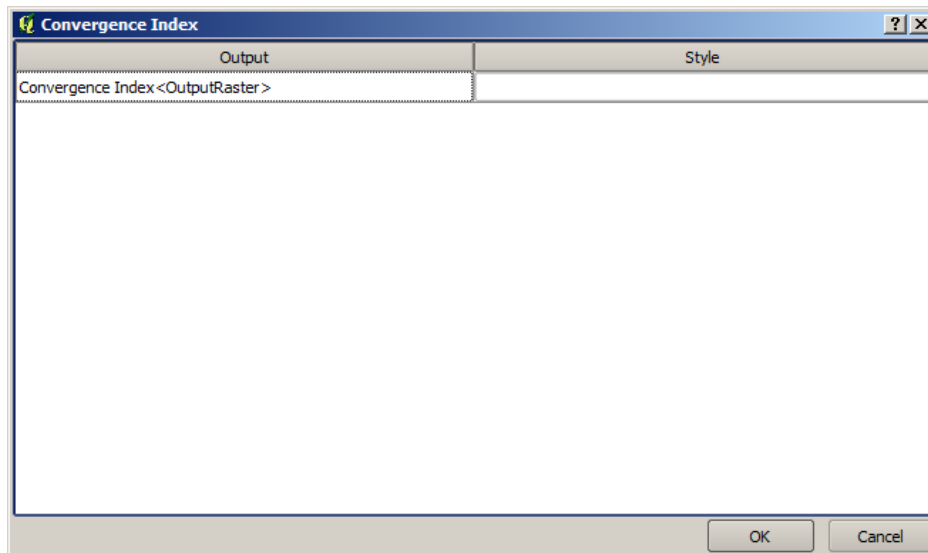 Convergence Index
Output Style
Convergence Index<OutputRaster>
OK Cancel